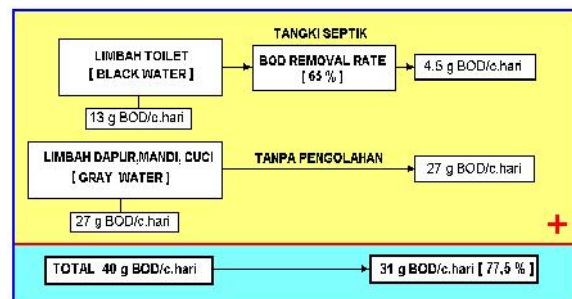 TANGKI SEPTIK
LIMBAH TOILET
[ BLACK WATER ]
BOD REMOVAL RATE
[ 65 % ]
4.5 g BOD/c.hari
13 g BOD/c.hari
LIMBAH DAPUR,MANDI, CUCI
[ GRAY WATER ]
TANPA PENGOLAHAN
27 g BOD/c.hari
27 g BOD/c.hari
+
TOTAL 40 g BOD/c.hari
31 g BOD/c.hari [ 77,5 % ]